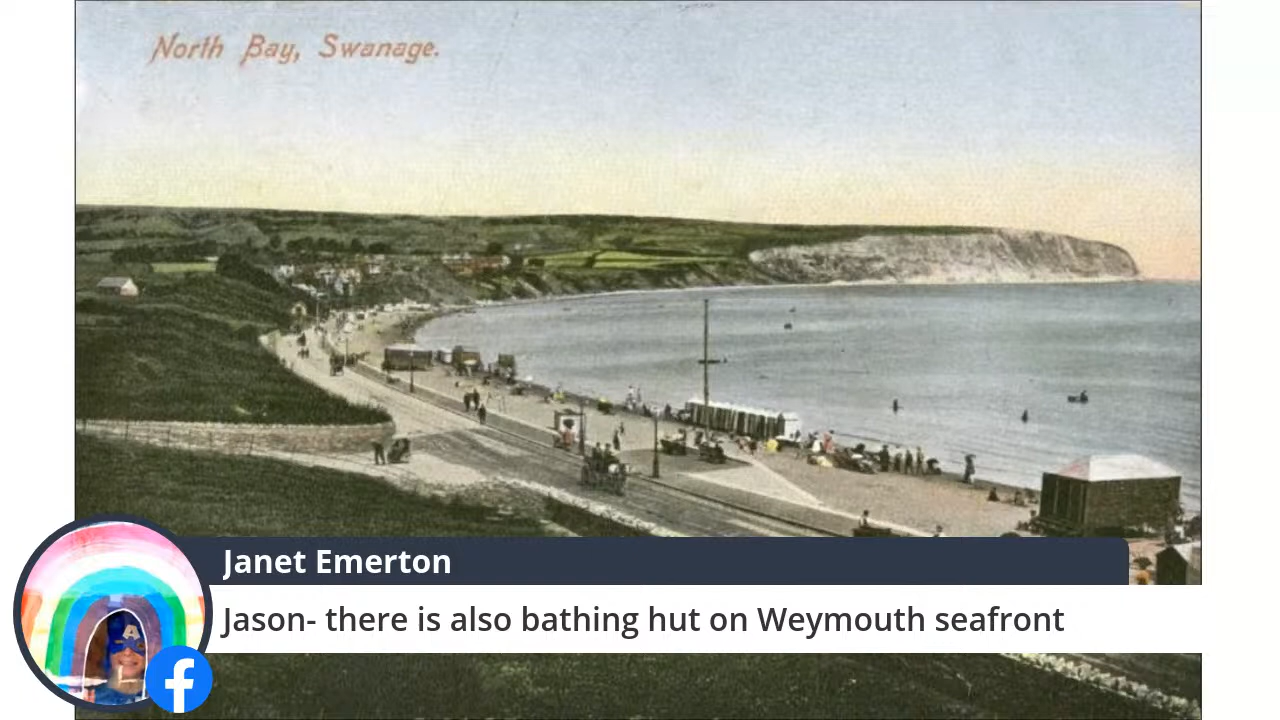 North Bay, Swanage.
Janet Emerton
Jason- there is also bathing hut on Weymouth seafront